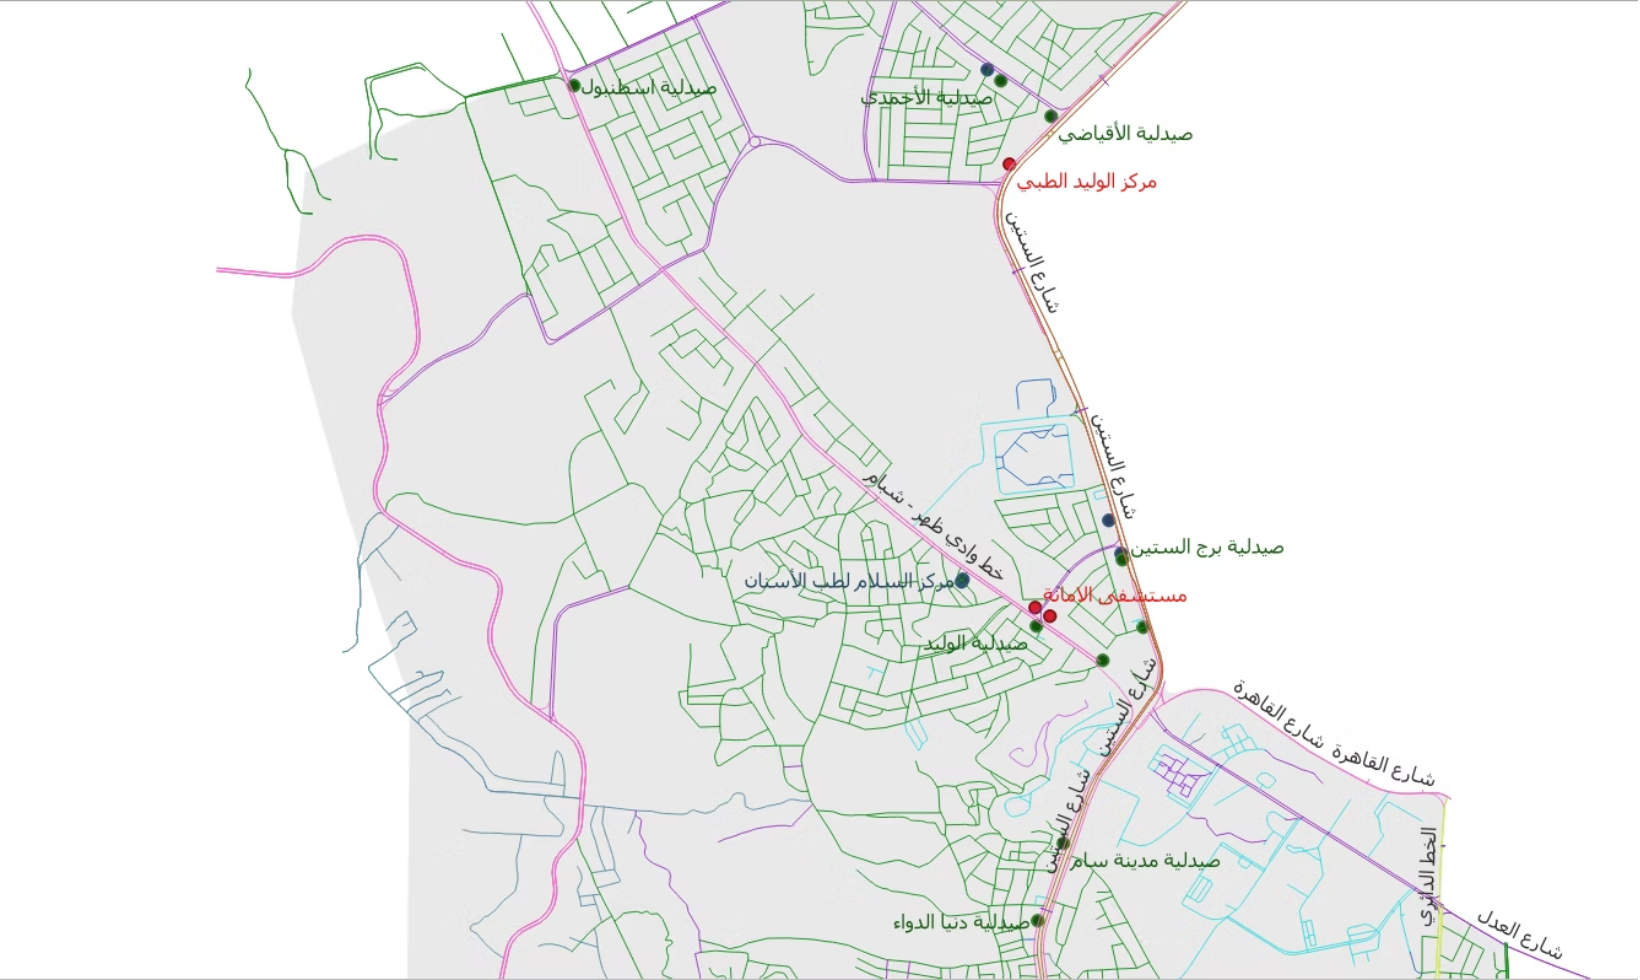 صيدلية اسطنبول
صيدلية الأحمدي
صيدلية الأقياضي
مركز الوليد الطبي
شارع الستين
شارع الستين
خط وادي ظهر - شبام
صيدلية برج الستين
مركز السلام لطب الأسنان
مستشفى الامانة
صيدلية الوليد
شارع الستين
شارع القاهرة
شارع القاهرة
شارع الستين
صيدلية مدينة سام
الخط الدائري
صيدلية دنيا الدواء
شارع العدل